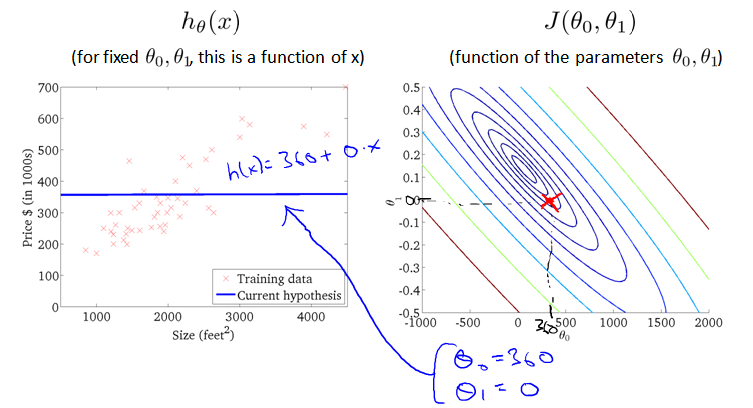 hθ(x)
(for fixed θ₀, θ₁, this is a function of x)
700
600
500
400
300
200
100
0
Price $ (in 1000s)
1000
2000
3000
4000
Size (feet²)
h(x) = 360 + 0·x
Training data
Current hypothesis
J(θ₀, θ₁)
(function of the parameters θ₀, θ₁)
0.5
0.4
0.3
0.2
0.1
0
-0.1
-0.2
-0.3
-0.4
-0.5
θ₁
-1000
-500
0
500
1000
1500
2000
360
θ₀
θ₀ = 360
θ₁ = 0